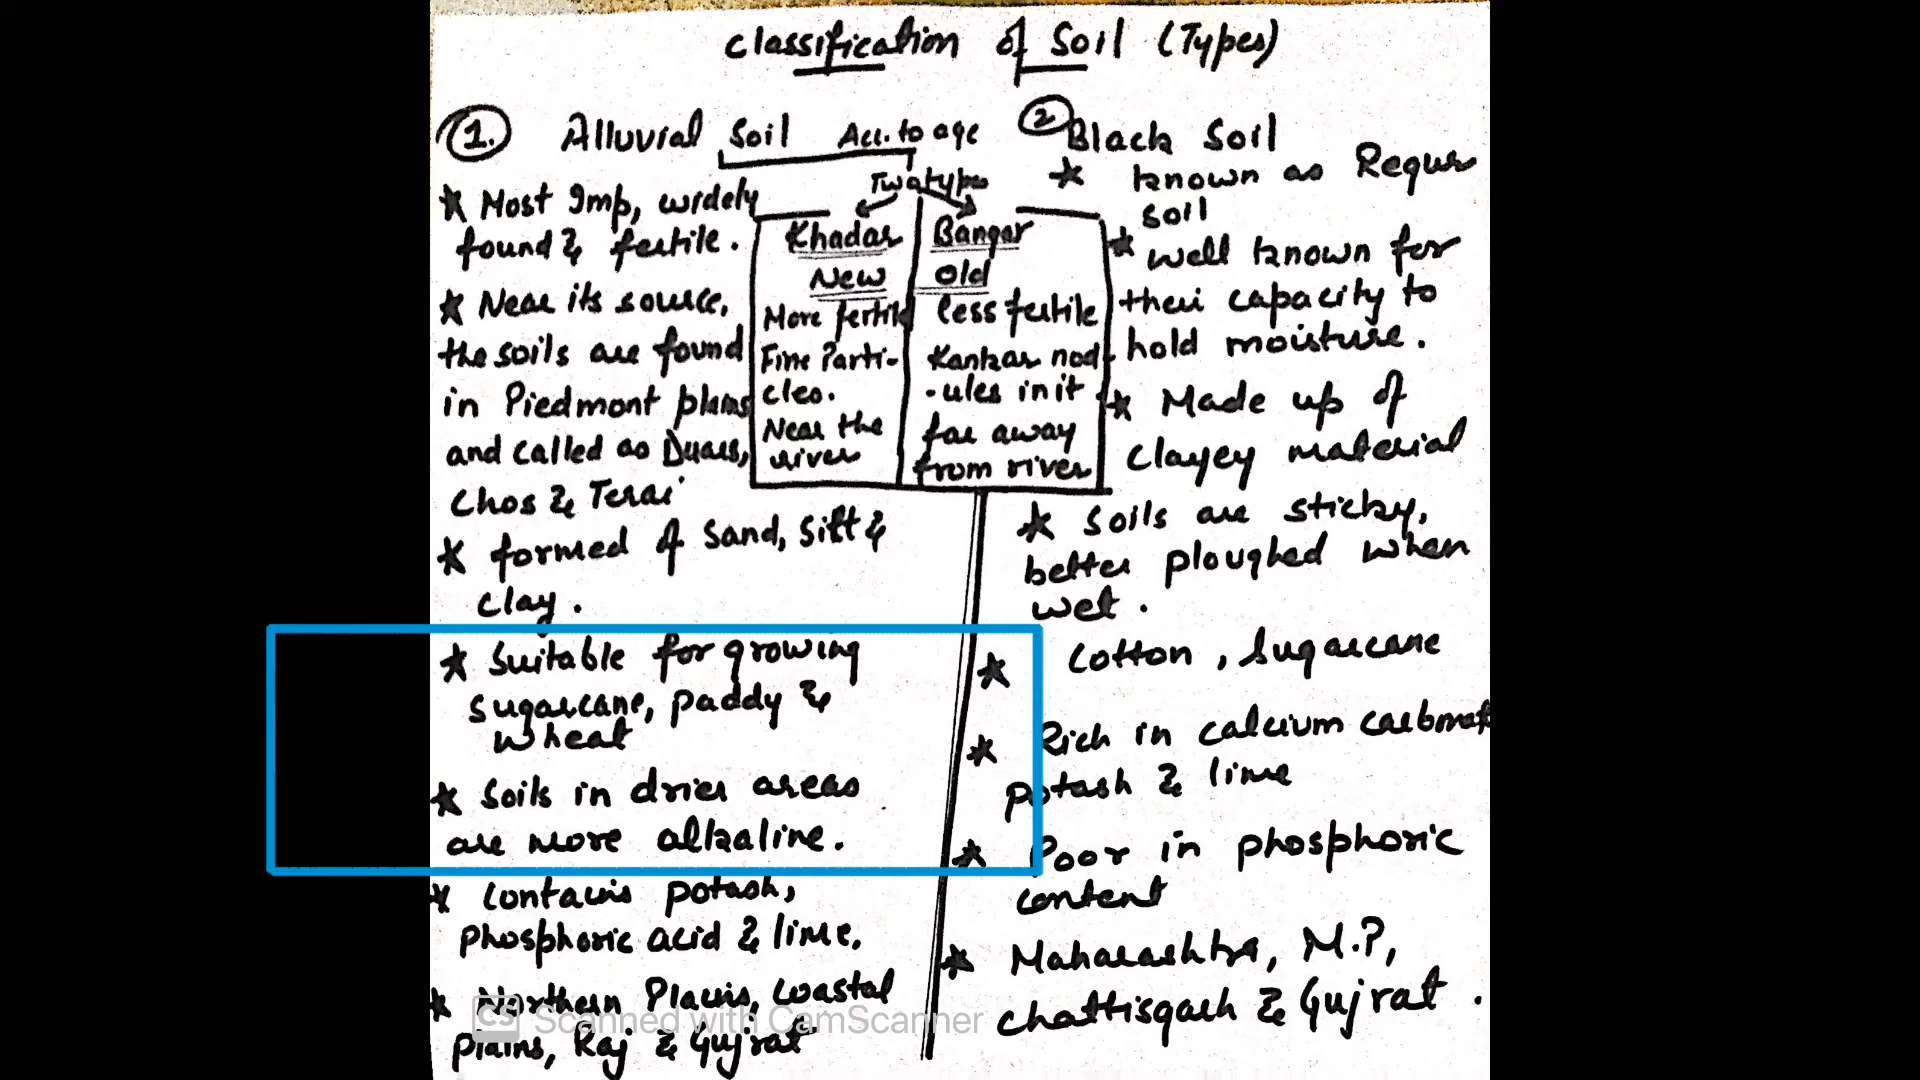 Classification of Soil (Types)
1. Alluvial Soil Acc. to age
Two types
★ Most Imp, widely
found & fertile.
★ Near its source,
the soils are found
in Piedmont plains
and called as Duars,
Chos & Terai
Khadar
New
More fertile
Fine Parti-
cles.
Near the
river
Bangar
Old
less fertile
Kankar nod-
-ules in it
far away
from river
★ formed of Sand, Silt &
clay.
★ Suitable for growing
sugarcane, paddy &
wheat
★ Soils in drier areas
are more alkaline.
★ Contains potash,
phosphoric acid & lime.
★ Northern Plains, Coastal
plains, Raj & Gujrat
2 Black Soil
★ known as Regur
soil
★ well known for
their capacity to
hold moisture.
★ Made up of
clayey material
★ Soils are sticky,
better ploughed when
wet.
★ Cotton, Sugarcane
★ Rich in calcium carbonate
potash & lime
★ Poor in phosphoric
content
★ Maharashtra, M.P,
Chattisgarh & Gujrat.
CS Scanned with CamScanner